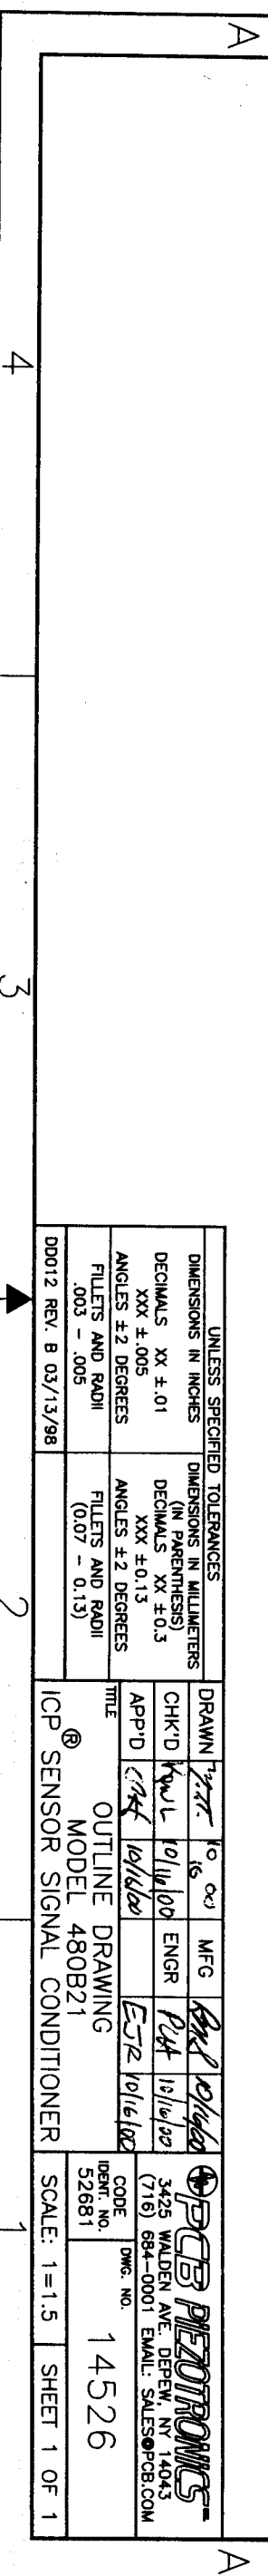 A
4
3
2
1
A
UNLESS SPECIFIED TOLERANCES
DIMENSIONS IN INCHES
DECIMALS XX ±.01
XXX ±.005
ANGLES ±2 DEGREES
FILLETS AND RADII
.003 - .005
DIMENSIONS IN MILLIMETERS
(IN PARENTHESIS)
DECIMALS XX ±0.3
XXX ±0.13
ANGLES ±2 DEGREES
FILLETS AND RADII
(0.07 - 0.13)
DD012 REV. B 03/13/98
DRAWN 10 16 00 MFG 10/16/00
CHK'D 10/16/00 ENGR 10/16/00
APP'D 10/16/00 EJR 10/16/00
TITLE
OUTLINE DRAWING
MODEL 480B21
ICP® SENSOR SIGNAL CONDITIONER
PCB PIEZOTRONICS
3425 WALDEN AVE. DEPEW, NY 14043
(716) 684-0001 EMAIL: SALES@PCB.COM
CODE
IDENT. NO.
52681
DWG. NO.
14526
SCALE: 1=1.5
SHEET 1 OF 1